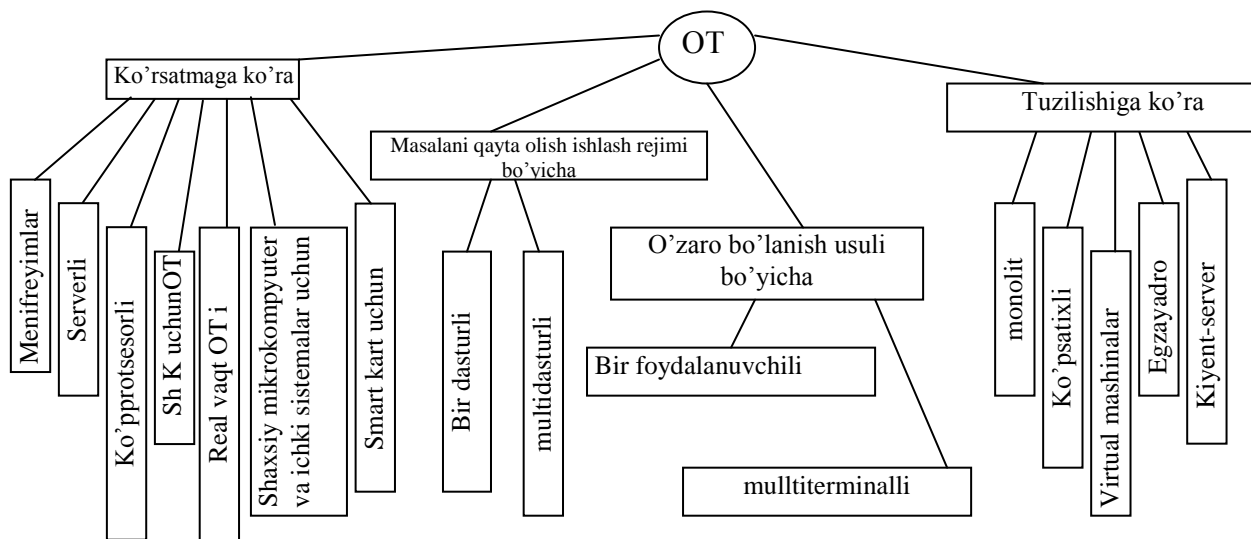 OT
Ko’rsatmaga ko’ra
Menifreyimlar
Serverli
Ko’pprotsesorli
Sh K uchunOT
Real vaqt OT i
Shaxsiy mikrokompyuter
va ichki sistemalar uchun
Smart kart uchun
Masalani qayta olish ishlash rejimi
bo’yicha
Bir dasturli
multidasturli
O’zaro bo’lanish usuli
bo’yicha
Bir foydalanuvchili
mulltiterminalli
Tuzilishiga ko’ra
monolit
Ko’psatixli
Virtual mashinalar
Egzayadro
Kiyent-server